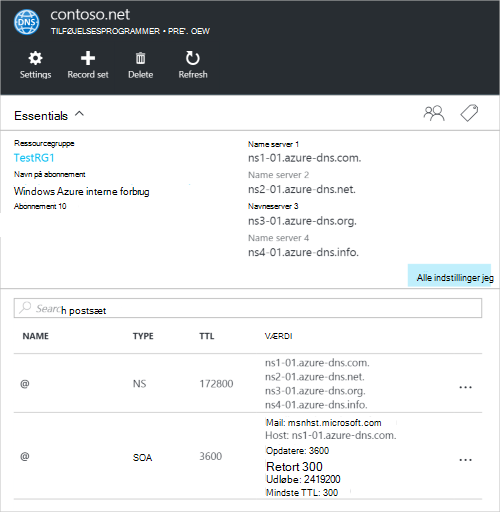 DNS
contoso.net
TILFØJELSESPROGRAMMER • PRE'. OEW
Settings
Record set
Delete
Refresh
Essentials
Ressourcegruppe
TestRG1
Navn på abonnement
Windows Azure interne forbrug
Abonnement 10
Name server 1
ns1-01.azure-dns.com.
Name server 2
ns2-01.azure-dns.net.
Navneserver 3
ns3-01.azure-dns.org.
Name server 4
ns4-01.azure-dns.info.
Alle indstillinger jeg
Search postsæt
NAME TYPE TTL VÆRDI
@ NS 172800
ns1-01.azure-dns.com.
ns2-01.azure-dns.net.
ns3-01.azure-dns.org.
ns4-01.azure-dns.info.
...
@ SOA 3600
Mail: msnhst.microsoft.com
Host: ns1-01.azure-dns.com.
Opdatere: 3600
Retort 300
Udløbe: 2419200
Mindste TTL: 300
...